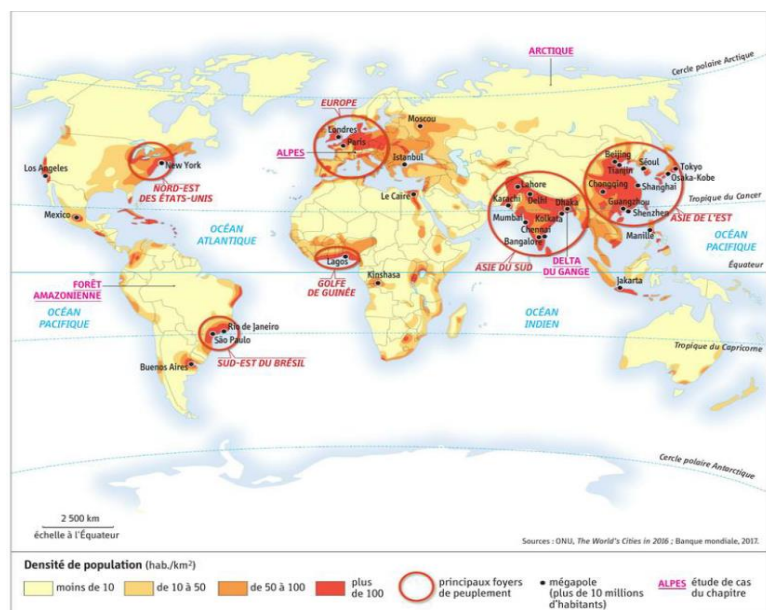 ARCTIQUE
Cercle polaire Arctique
EUROPE
Moscou
Londres
Paris
ALPES
Istanbul
Beijing
Séoul
Tokyo
Tianjin
Osaka-Kobe
Los Angeles
New York
NORD-EST
DES ÉTATS-UNIS
Le Caire
Lahore
Delhi
Dhaka
Karachi
Kolkata
Mumbai
Chennai
Bangalore
Chongqing
Shanghai
Guangzhou
Shenzhen
Tropique du Cancer
ASIE DE L'EST
Mexico
OCÉAN
ATLANTIQUE
Manille
OCÉAN
PACIFIQUE
Lagos
GOLFE
DE GUINÉE
Kinshasa
ASIE DU SUD
DELTA
DU GANGE
Équateur
FORÊT
AMAZONIENNE
OCÉAN
PACIFIQUE
Jakarta
OCÉAN
INDIEN
Rio de Janeiro
São Paulo
SUD-EST DU BRÉSIL
Tropique du Capricorne
Buenos Aires
Cercle polaire Antarctique
2 500 km
échelle à l'Équateur
Sources : ONU, The World's Cities in 2016 ; Banque mondiale, 2017.
Densité de population (hab./km²)
moins de 10
de 10 à 50
de 50 à 100
plus
de 100
principaux foyers
de peuplement
mégapole
(plus de 10 millions
d'habitants)
ALPES
étude de cas
du chapitre